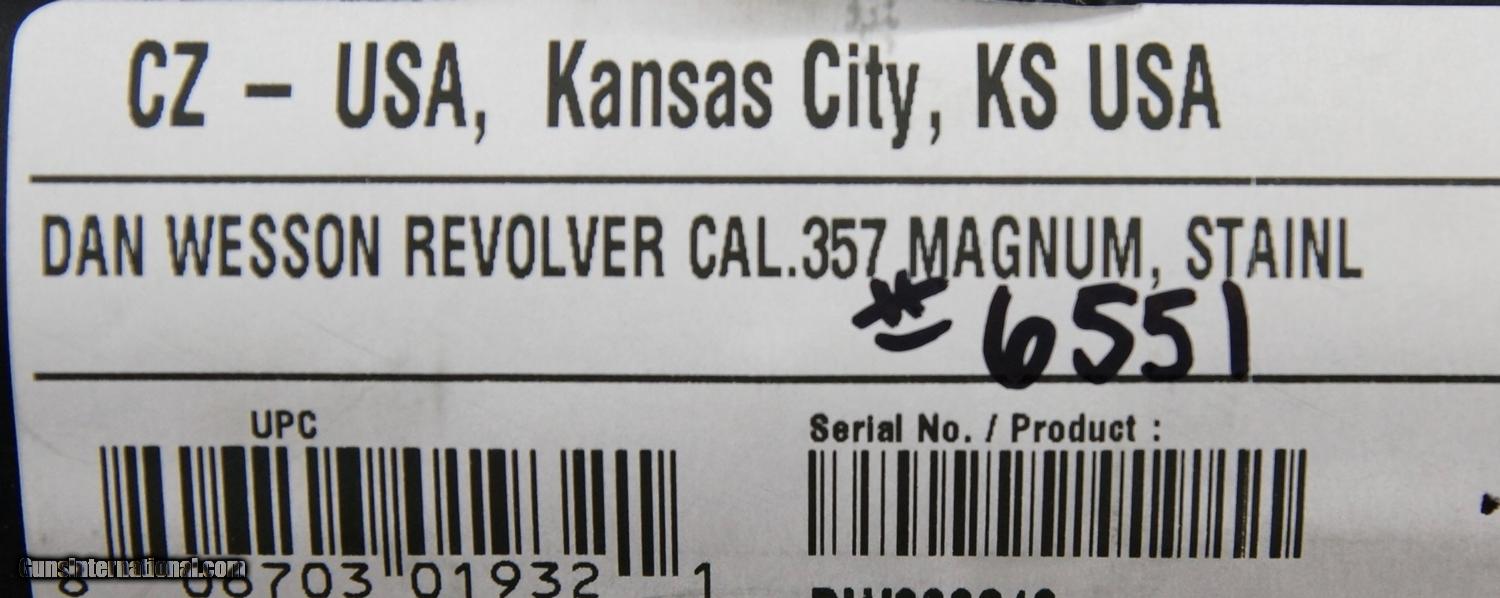 CZ – USA, Kansas City, KS USA
DAN WESSON REVOLVER CAL.357 MAGNUM, STAINL
# 6551
UPC
Serial No. / Product :
8 06703 01932 1
GunsInternational.com